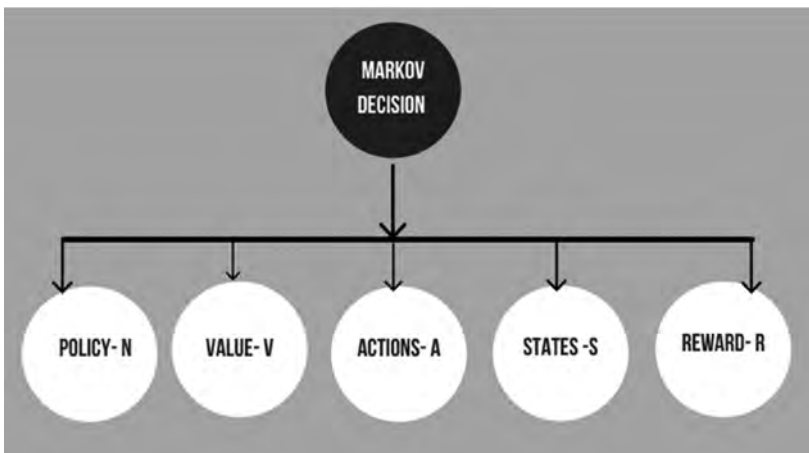 MARKOV
DECISION
POLICY- N
VALUE- V
ACTIONS- A
STATES -S
REWARD- R